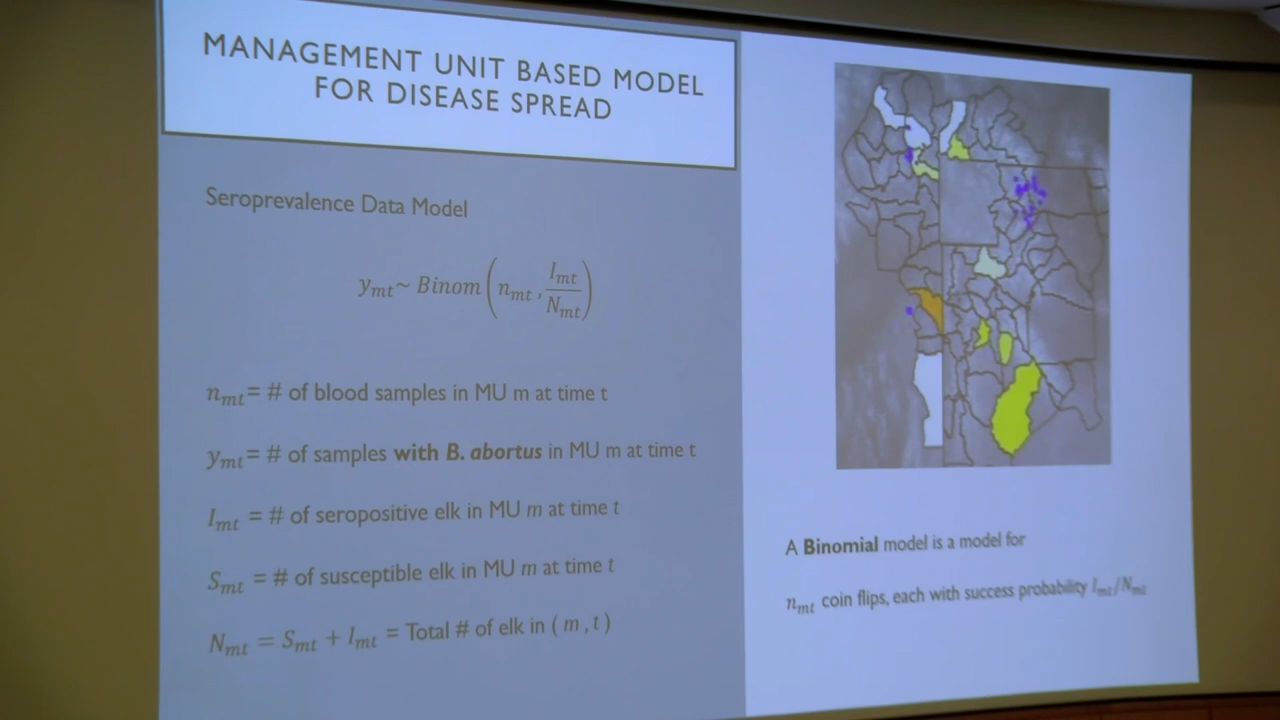 MANAGEMENT UNIT BASED MODEL
FOR DISEASE SPREAD
Seroprevalence Data Model
y_mt ~ Binom(n_mt, I_mt/N_mt)
n_mt = # of blood samples in MU m at time t
y_mt = # of samples with B. abortus in MU m at time t
I_mt = # of seropositive elk in MU m at time t
S_mt = # of susceptible elk in MU m at time t
N_mt = S_mt + I_mt = Total # of elk in (m,t)
A Binomial model is a model for
n_mt coin flips, each with success probability I_mt/N_mt